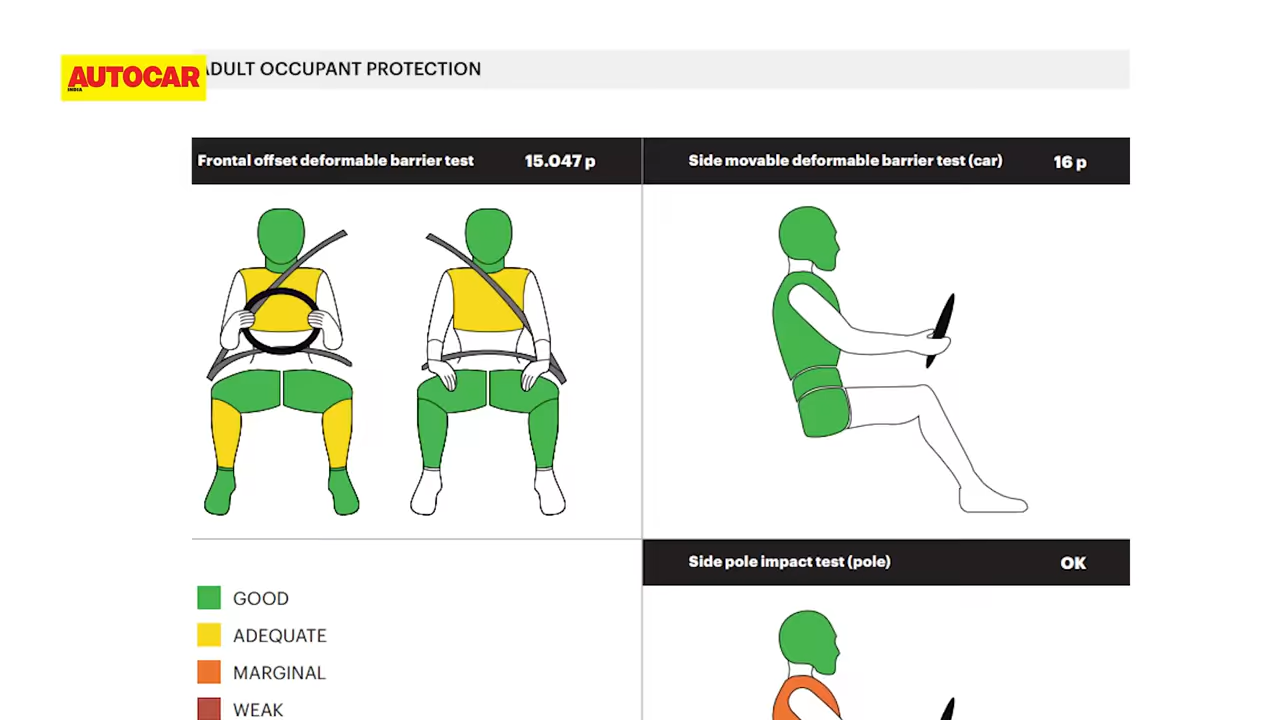 AUTOCAR
INDIA
ADULT OCCUPANT PROTECTION
Frontal offset deformable barrier test 15.047 p
Side movable deformable barrier test (car) 16 p
Side pole impact test (pole) OK
GOOD
ADEQUATE
MARGINAL
WEAK